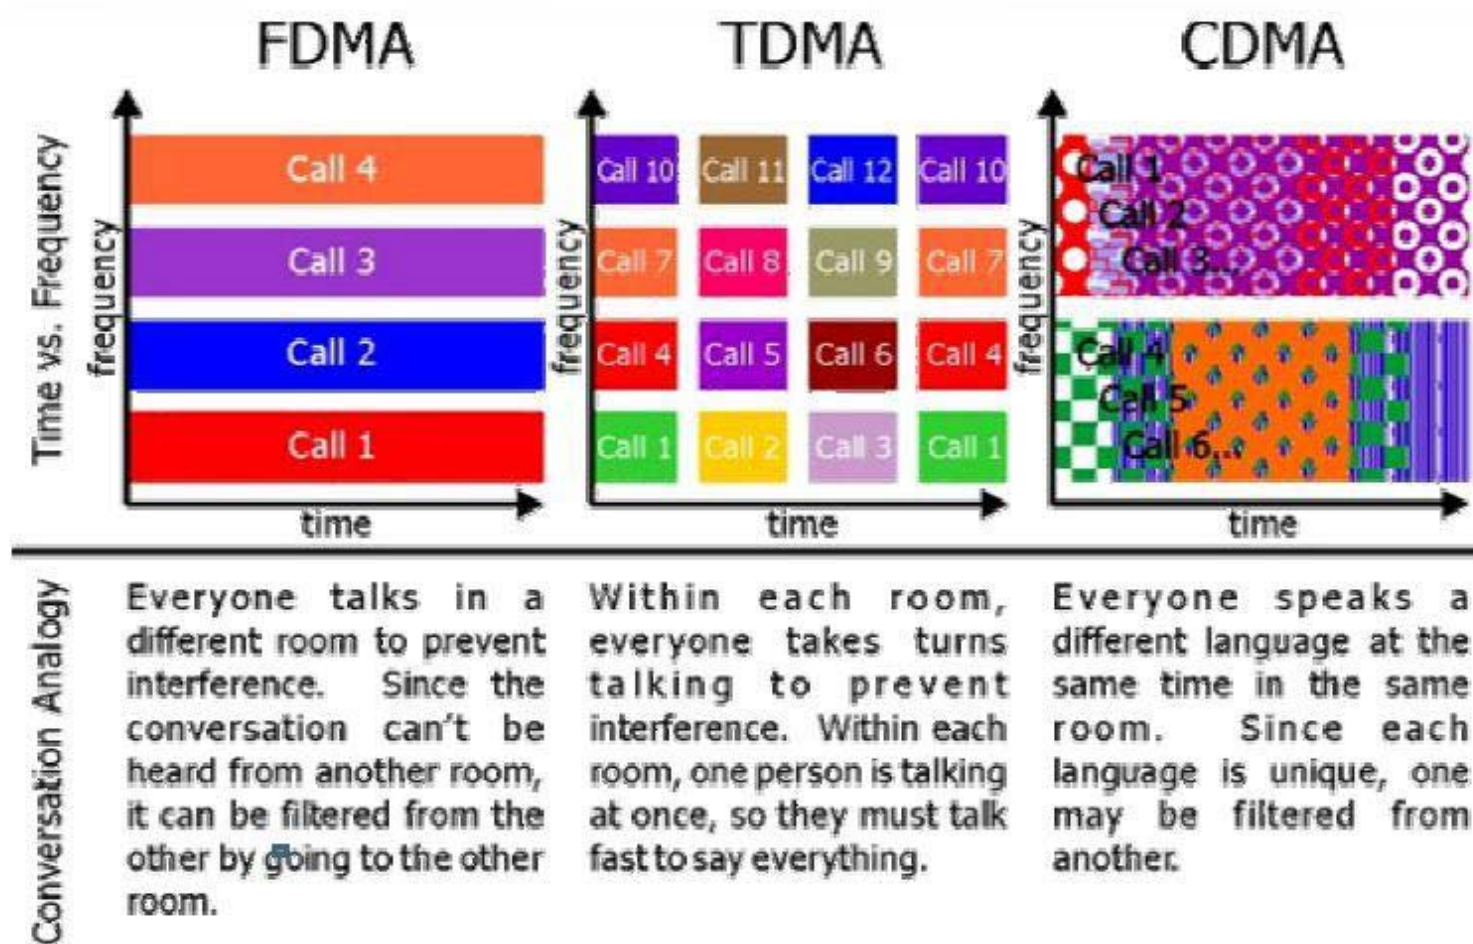 FDMA
TDMA
CDMA
Time vs. Frequency
frequency
Call 4
Call 3
Call 2
Call 1
time
frequency
Call 10 Call 11 Call 12 Call 10
Call 7 Call 8 Call 9 Call 7
Call 4 Call 5 Call 6 Call 4
Call 1 Call 2 Call 3 Call 1
time
frequency
Call 1
Call 2
Call 3...
Call 4
Call 5
Call 6...
time
Conversation Analogy
Everyone talks in a
different room to prevent
interference. Since the
conversation can't be
heard from another room,
it can be filtered from the
other by going to the other
room.
Within each room,
everyone takes turns
talking to prevent
interference. Within each
room, one person is talking
at once, so they must talk
fast to say everything.
Everyone speaks a
different language at the
same time in the same
room. Since each
language is unique, one
may be filtered from
another.